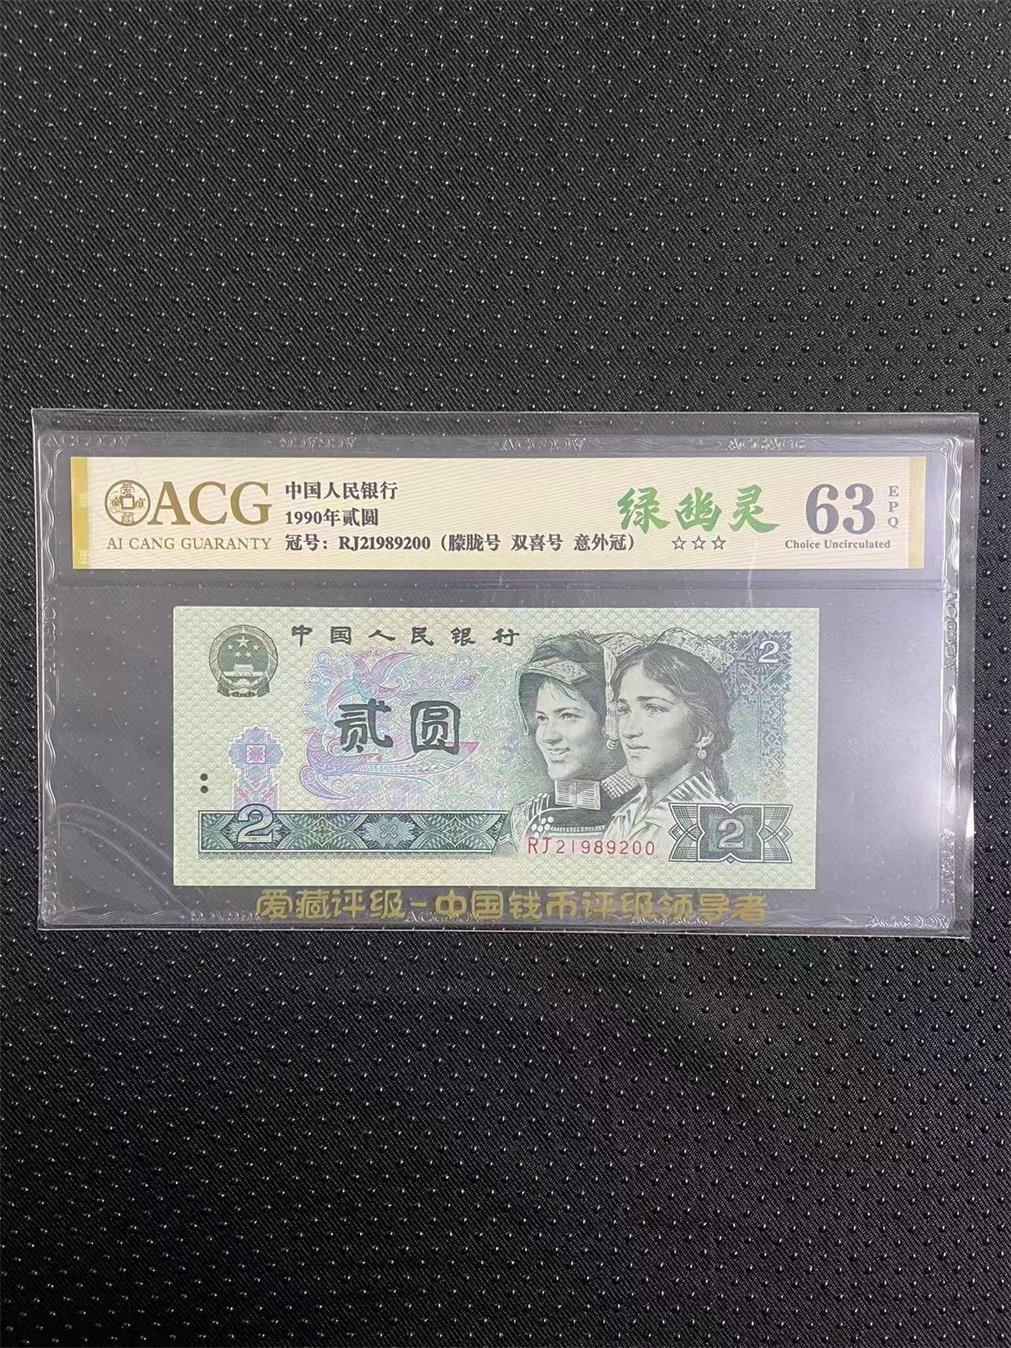 ACG
AI CANG GUARANTY
中国人民银行
1990年贰圆
冠号：RJ21989200（朦胧号 双喜号 意外冠）
绿幽灵
☆☆☆
63
EPQ
Choice Uncirculated
中国人民银行
2
贰圆
2
RJ21989200
2
爱藏评级-中国钱币评级领导者